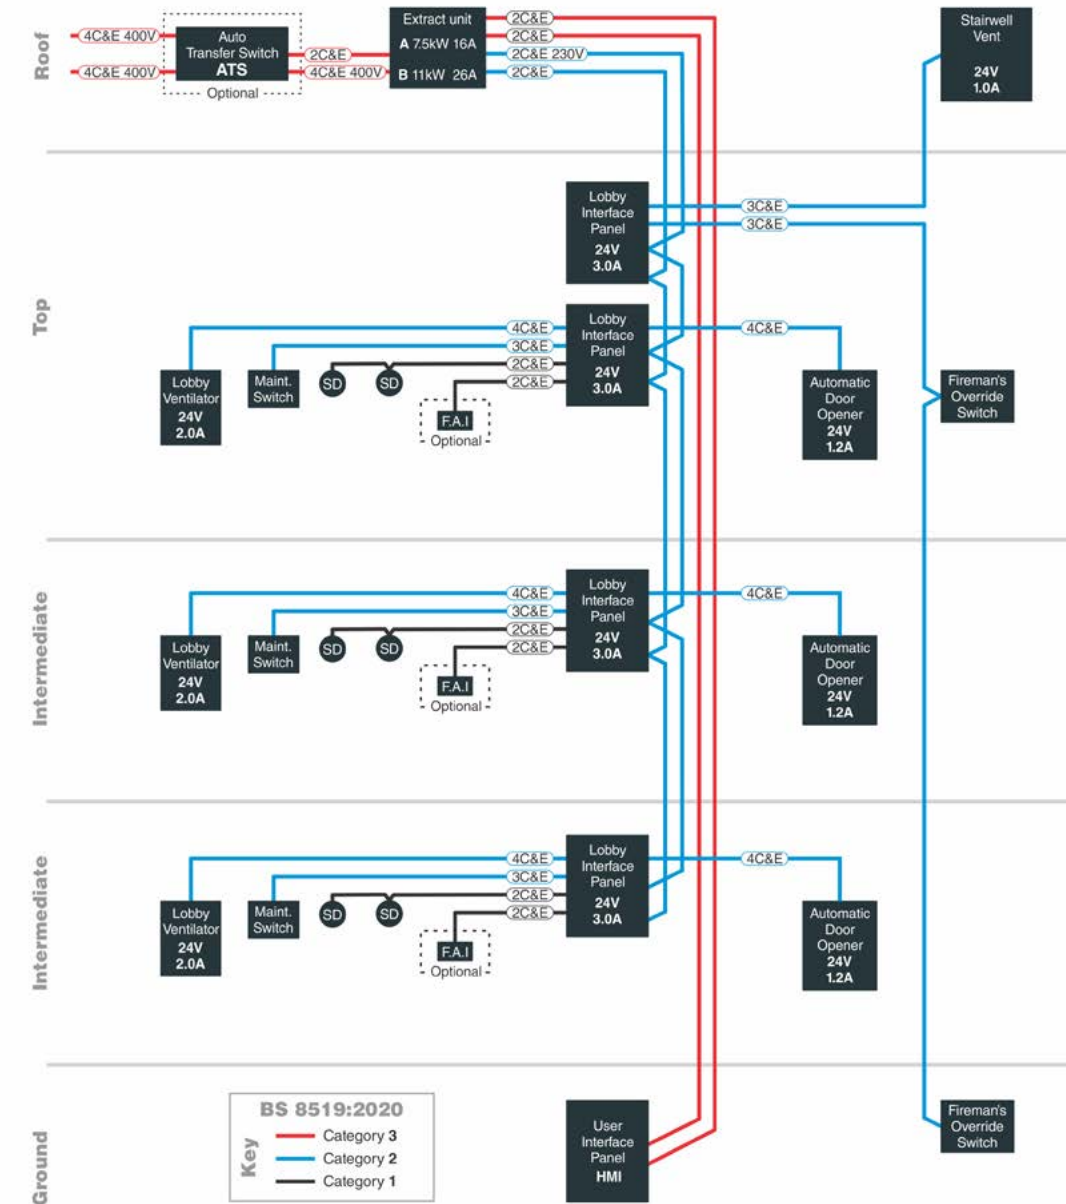 Roof
4C&E 400V
4C&E 400V
Auto
Transfer Switch
ATS
Optional
2C&E
4C&E 400V
Extract unit
A 7.5kW 16A
B 11kW 26A
2C&E
2C&E
2C&E 230V
2C&E
Stairwell
Vent
24V
1.0A
Top
Lobby
Interface
Panel
24V
3.0A
3C&E
3C&E
Lobby
Interface
Panel
24V
3.0A
4C&E
3C&E
2C&E
2C&E
4C&E
Lobby
Ventilator
24V
2.0A
Maint.
Switch
SD
SD
F.A.I
Optional
Automatic
Door
Opener
24V
1.2A
Fireman's
Override
Switch
Intermediate
Lobby
Interface
Panel
24V
3.0A
4C&E
3C&E
2C&E
2C&E
4C&E
Lobby
Ventilator
24V
2.0A
Maint.
Switch
SD
SD
F.A.I
Optional
Automatic
Door
Opener
24V
1.2A
Intermediate
Lobby
Interface
Panel
24V
3.0A
4C&E
3C&E
2C&E
2C&E
4C&E
Lobby
Ventilator
24V
2.0A
Maint.
Switch
SD
SD
F.A.I
Optional
Automatic
Door
Opener
24V
1.2A
Ground
BS 8519:2020
Key
Category 3
Category 2
Category 1
User
Interface
Panel
HMI
Fireman's
Override
Switch